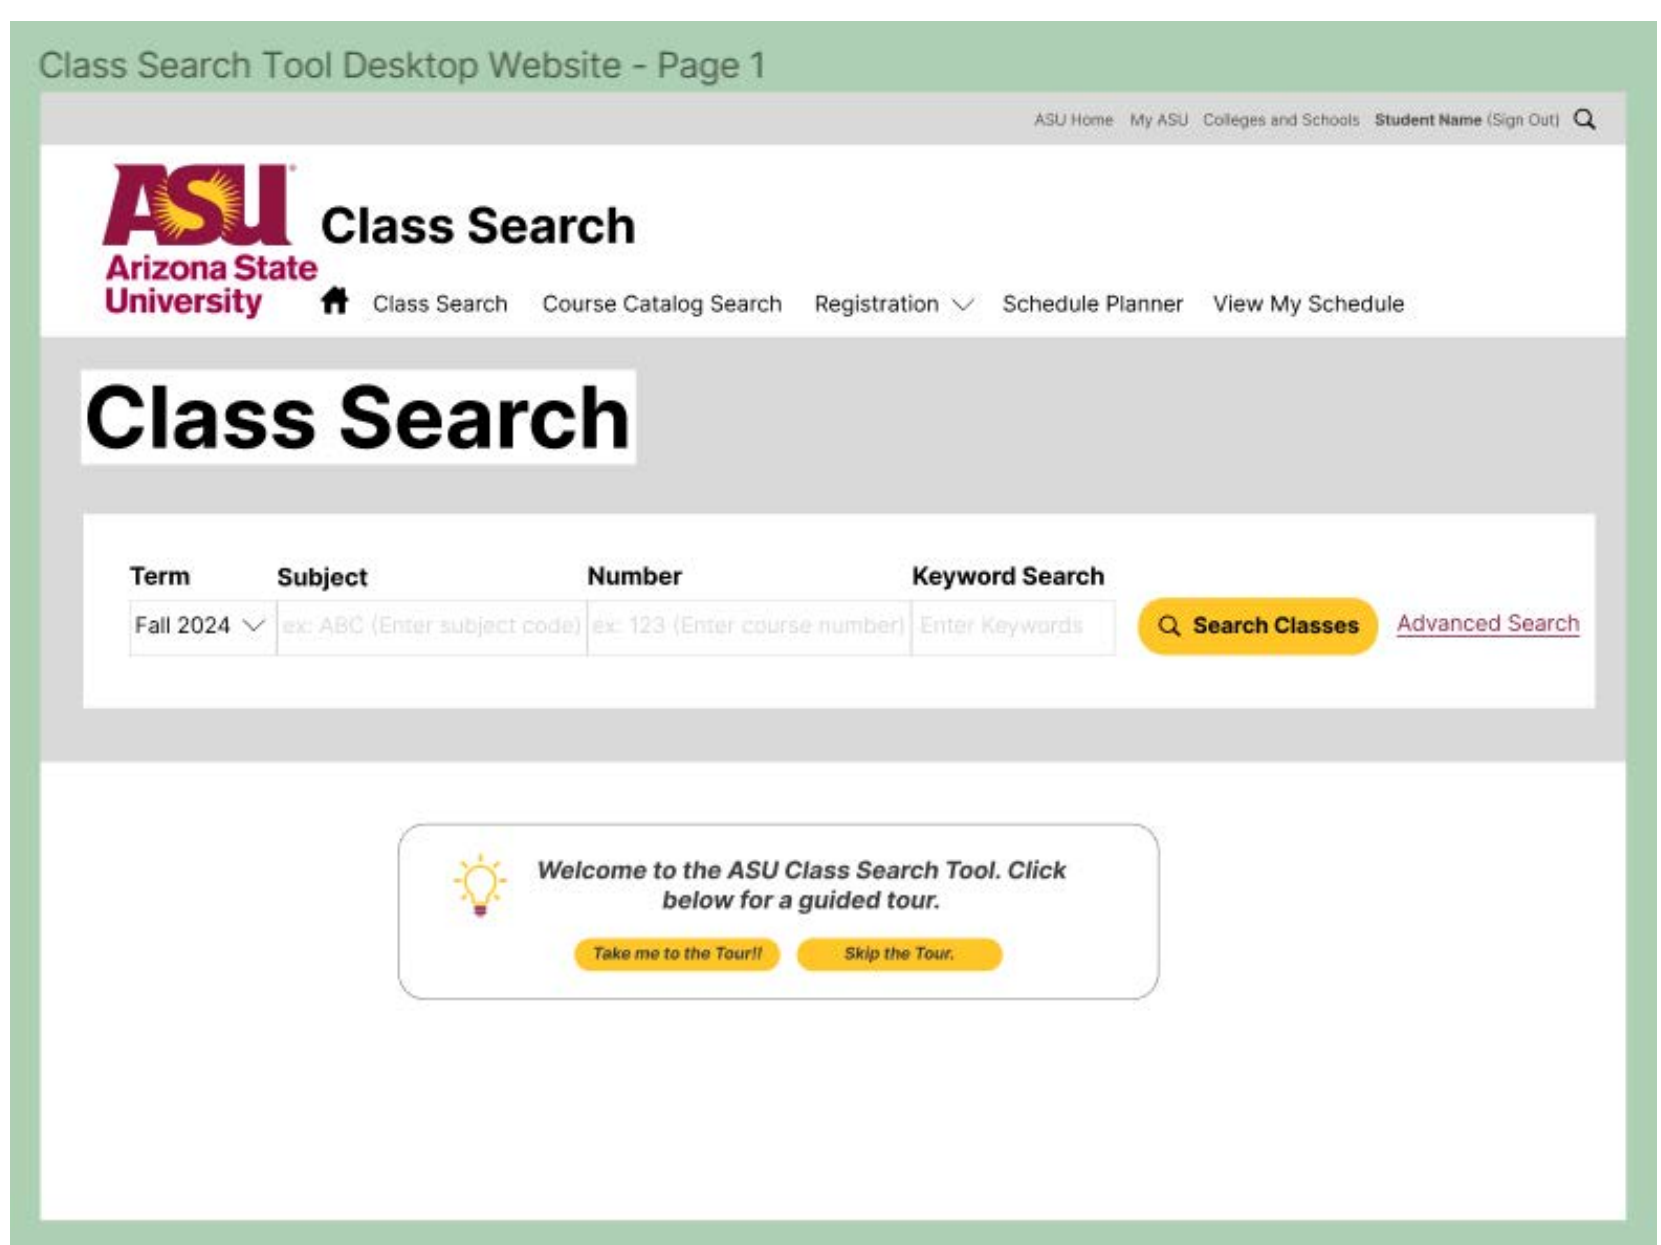 Class Search Tool Desktop Website - Page 1
ASU Home My ASU Colleges and Schools Student Name (Sign Out)
ASU
Arizona State
University
Class Search
Class Search Course Catalog Search Registration Schedule Planner View My Schedule
Class Search
Term Subject Number Keyword Search
Fall 2024 ex: ABC (Enter subject code) ex: 123 (Enter course number) Enter Keywords Search Classes Advanced Search
Welcome to the ASU Class Search Tool. Click
below for a guided tour.
Take me to the Tour!! Skip the Tour.